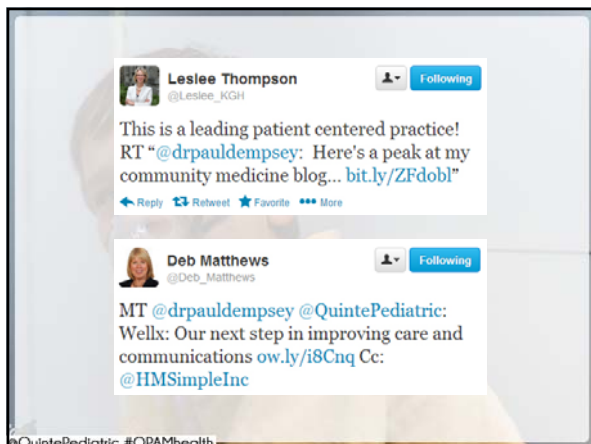 Leslee Thompson
@Leslee_KGH
Following
This is a leading patient centered practice!
RT “@drpauldempsey: Here's a peak at my
community medicine blog... bit.ly/ZFdobl”
Reply Retweet Favorite More
Deb Matthews
@Deb_Matthews
Following
MT @drpauldempsey @QuintePediatric:
Wellx: Our next step in improving care and
communications ow.ly/i8Cnq Cc:
@HMSimpleInc
@QuintePediatric #QPAMhealth